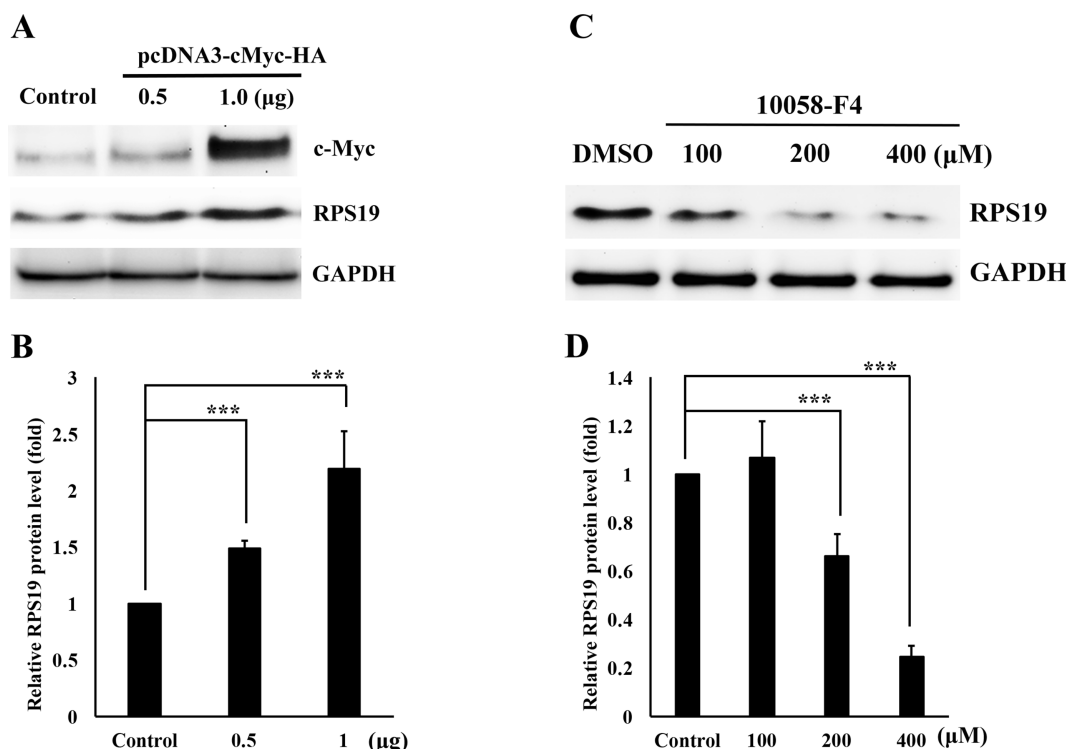 A
pcDNA3-cMyc-HA
Control 0.5 1.0 (μg)
c-Myc
RPS19
GAPDH
B
Relative RPS19 protein level (fold)
3
2.5
2
1.5
1
0.5
0
***
***
Control 0.5 1 (μg)
C
10058-F4
DMSO 100 200 400 (μM)
RPS19
GAPDH
D
Relative RPS19 protein level (fold)
1.4
1.2
1
0.8
0.6
0.4
0.2
0
***
***
Control 100 200 400 (μM)